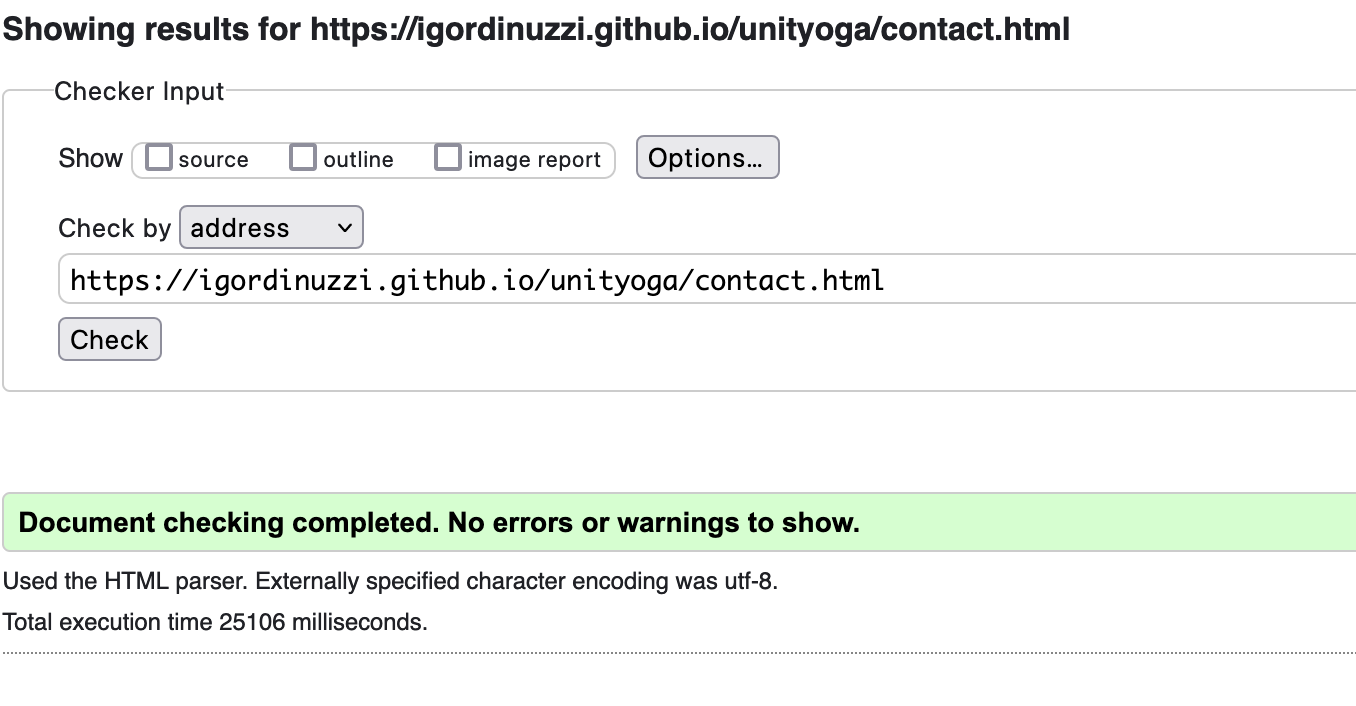 Showing results for https://igordinuzzi.github.io/unityoga/contact.html
Checker Input
Show source outline image report Options...
Check by address
https://igordinuzzi.github.io/unityoga/contact.html
Check
Document checking completed. No errors or warnings to show.
Used the HTML parser. Externally specified character encoding was utf-8.
Total execution time 25106 milliseconds.